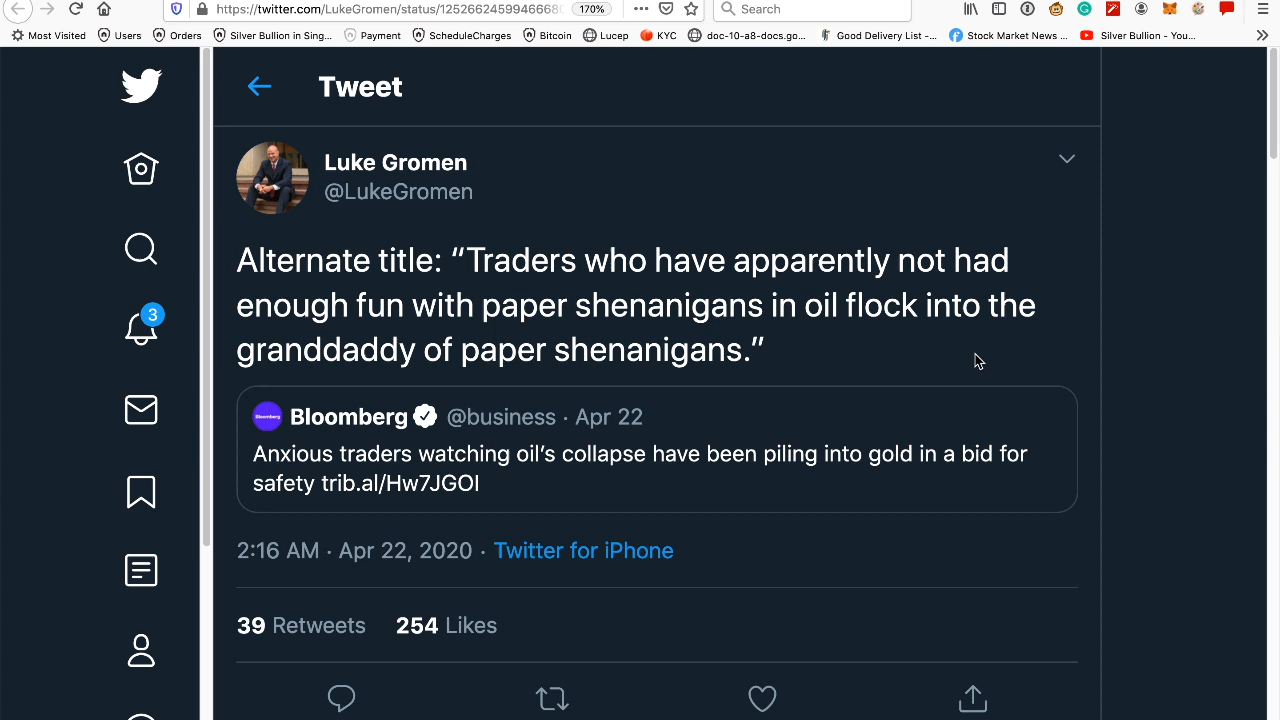 https://twitter.com/LukeGromen/status/1252662459946668
170%
Search
Most Visited
Users
Orders
Silver Bullion in Sing...
Payment
ScheduleCharges
Bitcoin
Lucep
KYC
doc-10-a8-docs.go...
Good Delivery List -...
Stock Market News ...
Silver Bullion - You...
Tweet
Luke Gromen
@LukeGromen
Alternate title: “Traders who have apparently not had
enough fun with paper shenanigans in oil flock into the
granddaddy of paper shenanigans.”
3
Bloomberg @business · Apr 22
Anxious traders watching oil’s collapse have been piling into gold in a bid for
safety trib.al/Hw7JGOI
2:16 AM · Apr 22, 2020 · Twitter for iPhone
39 Retweets 254 Likes